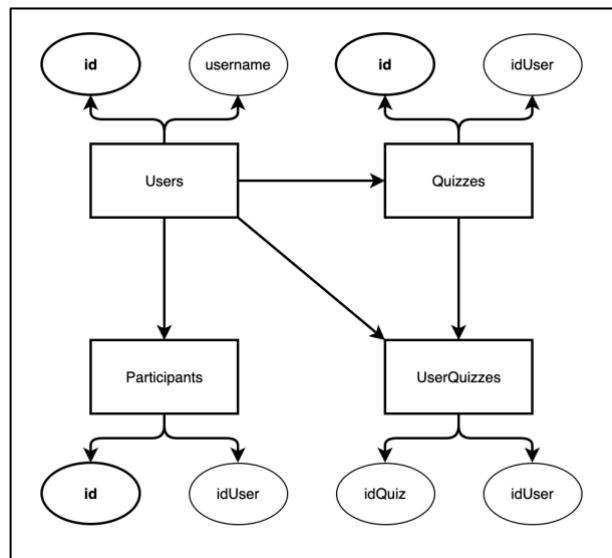 id
username
id
idUser
Users
Quizzes
Participants
UserQuizzes
id
idUser
idQuiz
idUser